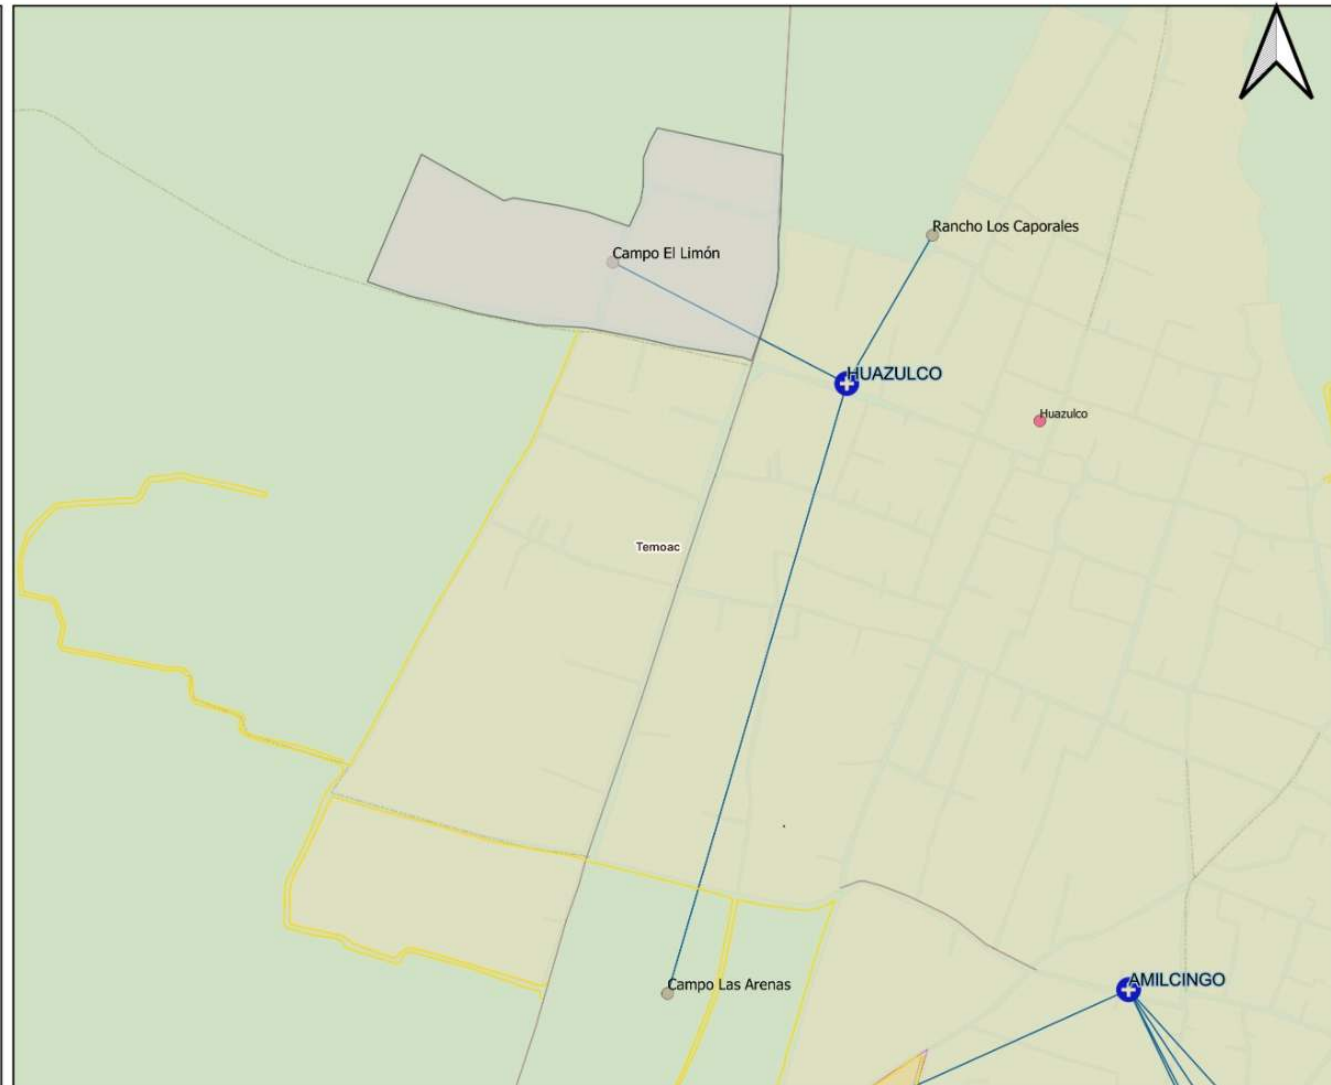 Rancho Los Caporales
Campo El Limón
HUAZULCO
Huazulco
Temoac
Campo Las Arenas
AMILCINGO